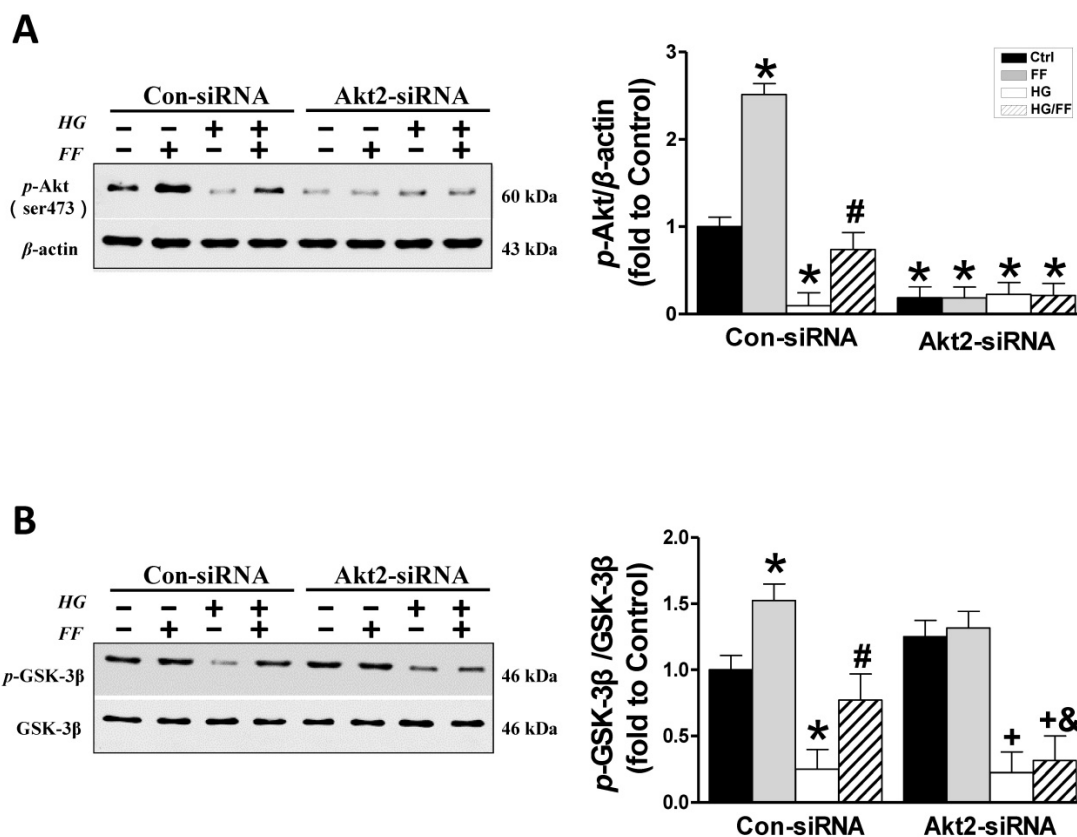 A
Con-siRNA Akt2-siRNA
HG − − + + − − + +
FF − + − + − + − +
p-Akt
( ser473 )
60 kDa
β-actin
43 kDa
p-Akt/β-actin
(fold to Control)
3
2
1
0
* * # * * * *
Con-siRNA Akt2-siRNA
Ctrl
FF
HG
HG/FF
B
Con-siRNA Akt2-siRNA
HG − − + + − − + +
FF − + − + − + − +
p-GSK-3β
46 kDa
GSK-3β
46 kDa
p-GSK-3β /GSK-3β
(fold to Control)
2.0
1.5
1.0
0.5
0.0
* * # + +&
Con-siRNA Akt2-siRNA